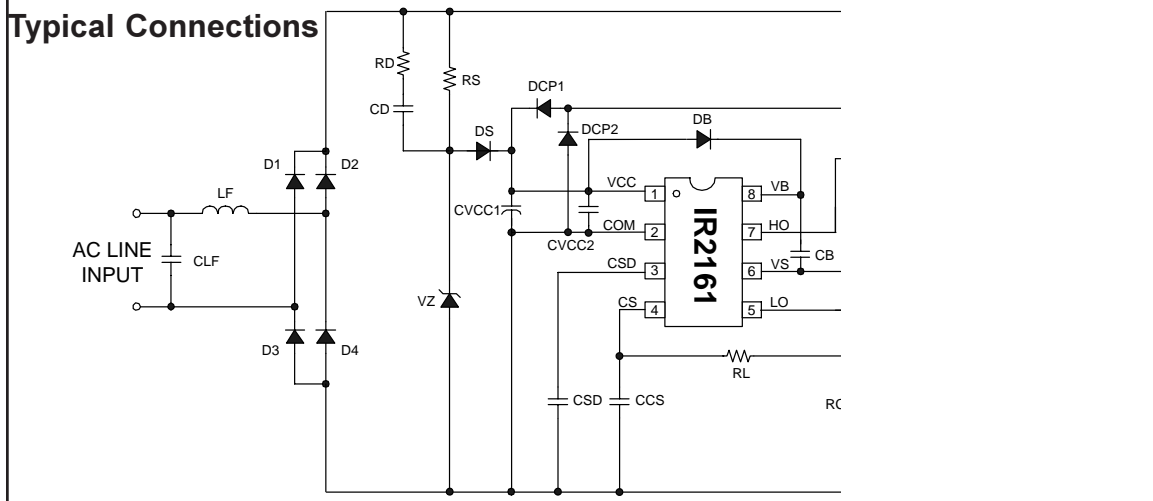 Typical Connections
RD
RS
CD
DS
DCP1
DCP2
DB
D1
D2
LF
AC LINE
INPUT
CLF
D3
D4
VZ
CVCC1
CVCC2
VCC
COM
CSD
CS
1
2
3
4
IR2161
8
7
6
5
VB
HO
VS
LO
CB
RL
CSD
CCS